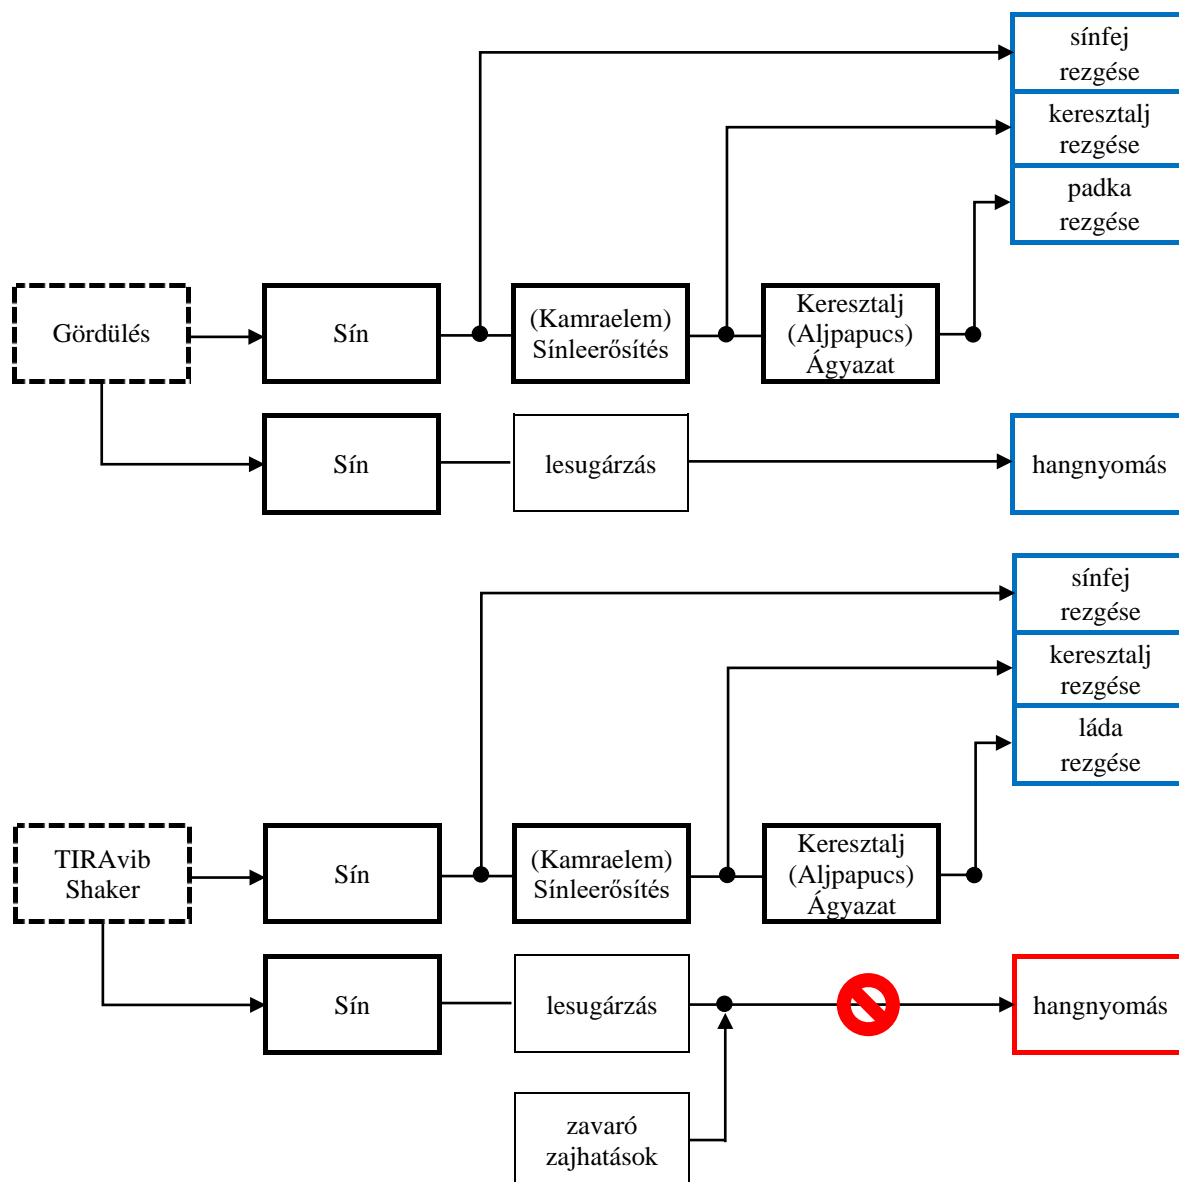 sínfej
rezgése
keresztalj
rezgése
padka
rezgése
Gördülés
Sín
(Kamraelem)
Sínleerősítés
Keresztalj
(Aljpapucs)
Ágyazat
Sín
lesugárzás
hangnyomás
sínfej
rezgése
keresztalj
rezgése
láda
rezgése
TIRAvib
Shaker
Sín
(Kamraelem)
Sínleerősítés
Keresztalj
(Aljpapucs)
Ágyazat
Sín
lesugárzás
hangnyomás
zavaró
zajhatások